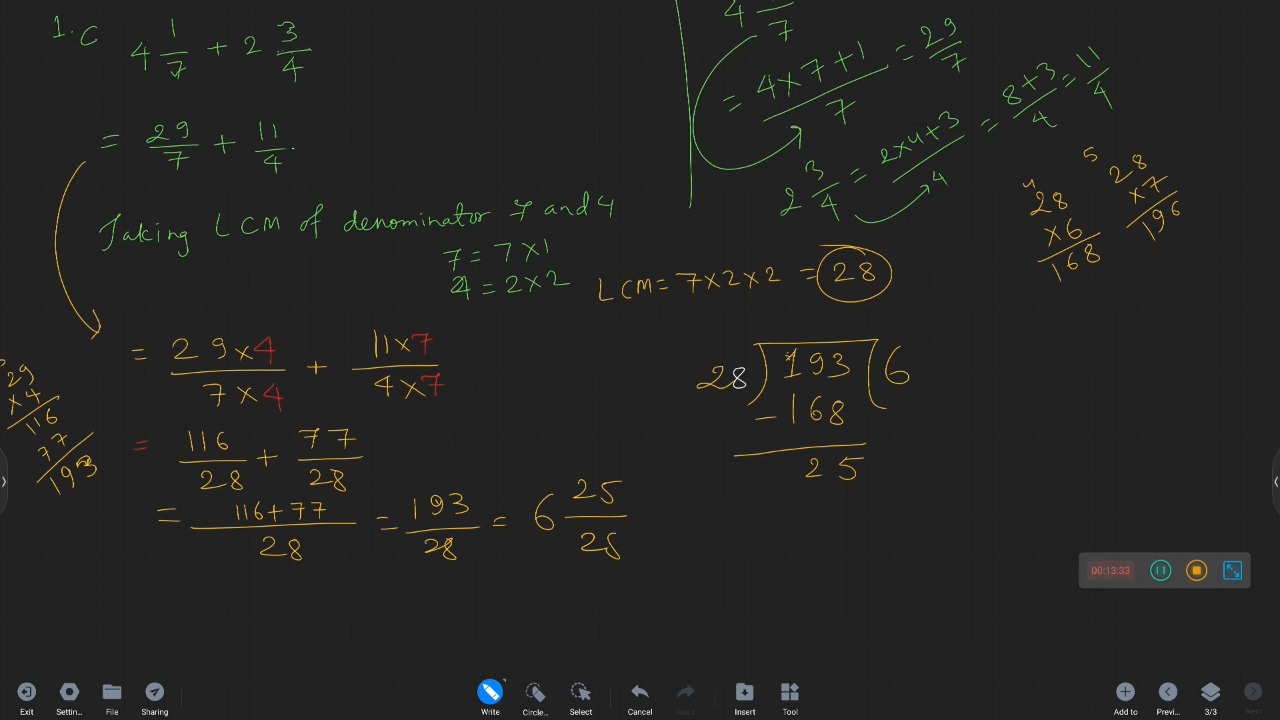 1. C 4 1/7 + 2 3/4
= 29/7 + 11/4
Taking LCM of denominator 7 and 4
7 = 7 × 1
4 = 2 × 2
LCM = 7 × 2 × 2 = 28
= 29×4/7×4 + 11×7/4×7
= 116/28 + 77/28
= 116+77/28 = 193/28 = 6 25/28
4 1/7
= 4×7+1/7 = 29/7
2 3/4 = 2×4+3/4 = 8+3/4 = 11/4
4
28
×6
168
5
28
×7
196
29
×4
116
77
193
28 ) 193 ( 6
-168
25
00:13:33
Exit Settin... File Sharing Write Circle... Select Cancel Redo Insert Tool Add to Previ... 3/3 Next